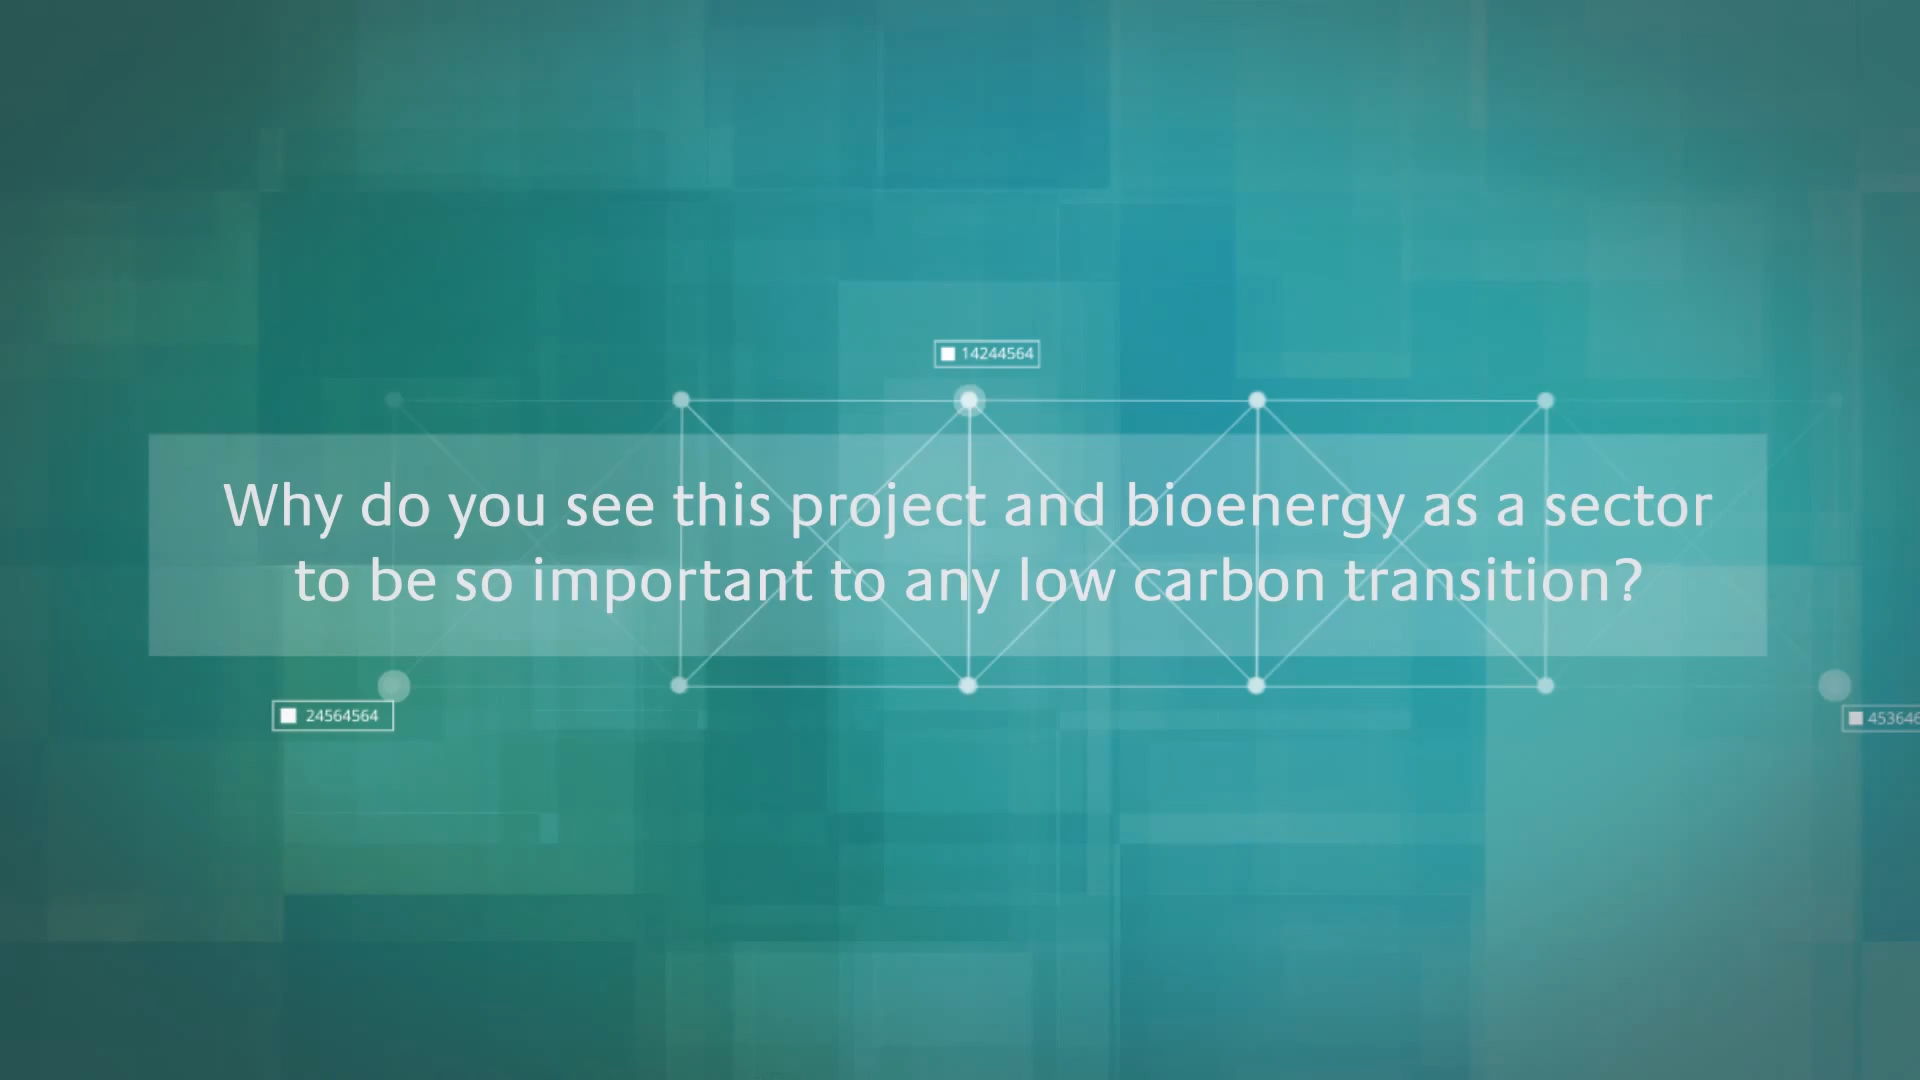 14244564
Why do you see this project and bioenergy as a sector
to be so important to any low carbon transition?
24564564
453646